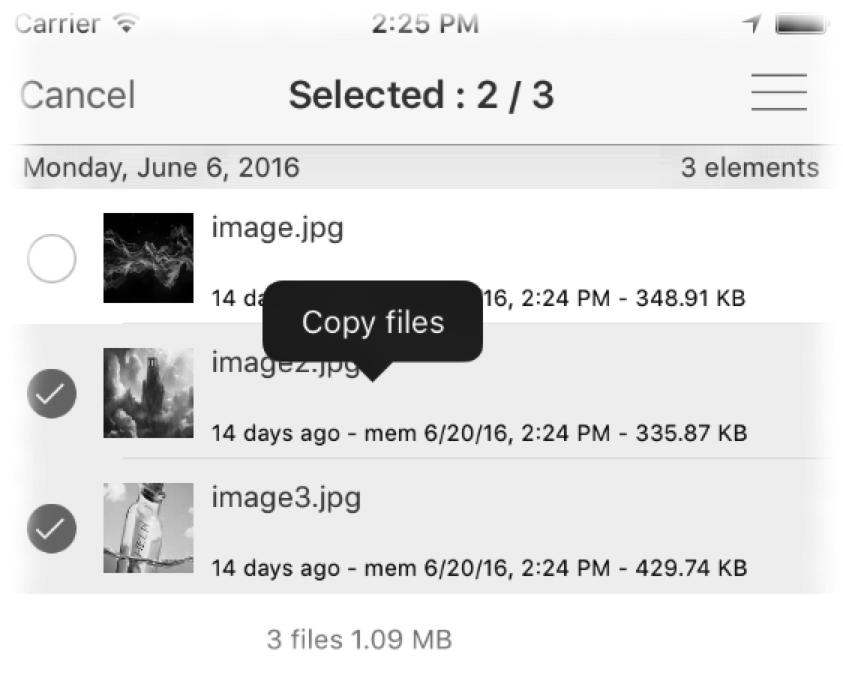 Carrier 2:25 PM
Cancel Selected : 2 / 3
Monday, June 6, 2016 3 elements
image.jpg
14 16, 2:24 PM - 348.91 KB
Copy files
image2.jpg
14 days ago - mem 6/20/16, 2:24 PM - 335.87 KB
HELP
image3.jpg
14 days ago - mem 6/20/16, 2:24 PM - 429.74 KB
3 files 1.09 MB